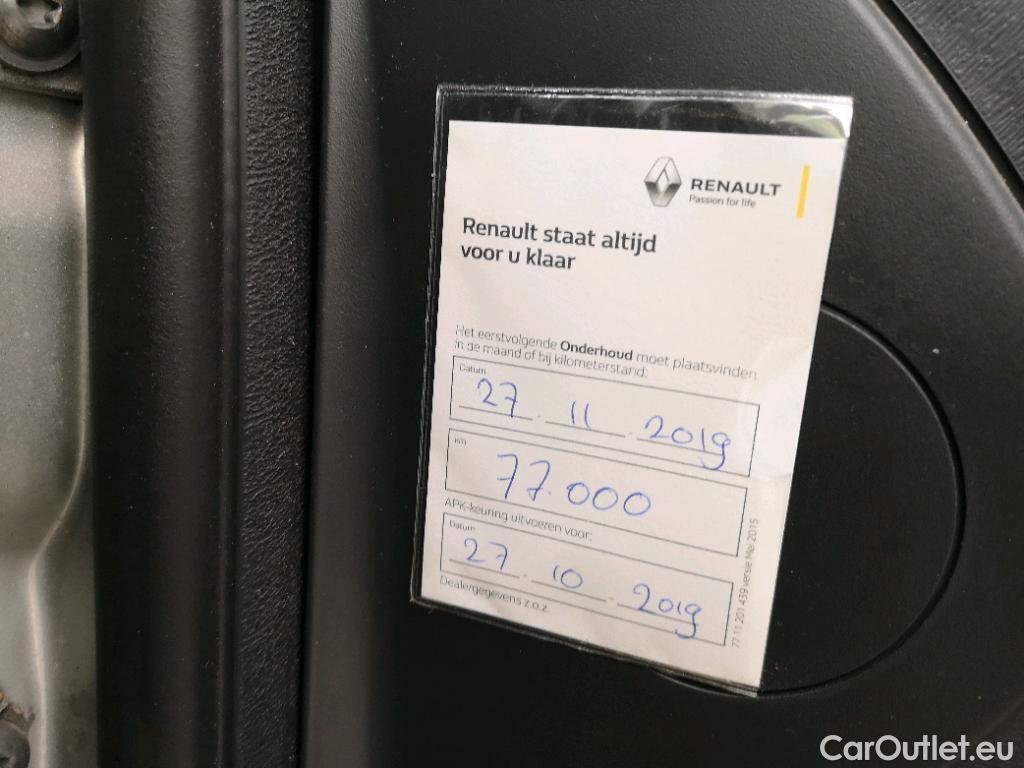 RENAULT
Passion for life
Renault staat altijd
voor u klaar
Het eerstvolgende Onderhoud moet plaatsvinden
in de maand of bij kilometerstand:
Datum
27 . 11 . 2019
km
77.000
APK-keuring uitvoeren voor:
Datum
27 . 10 . 2019
Dealergegevens z.o.z.
77 11 201 439 versie Mei 2015
CarOutlet.eu